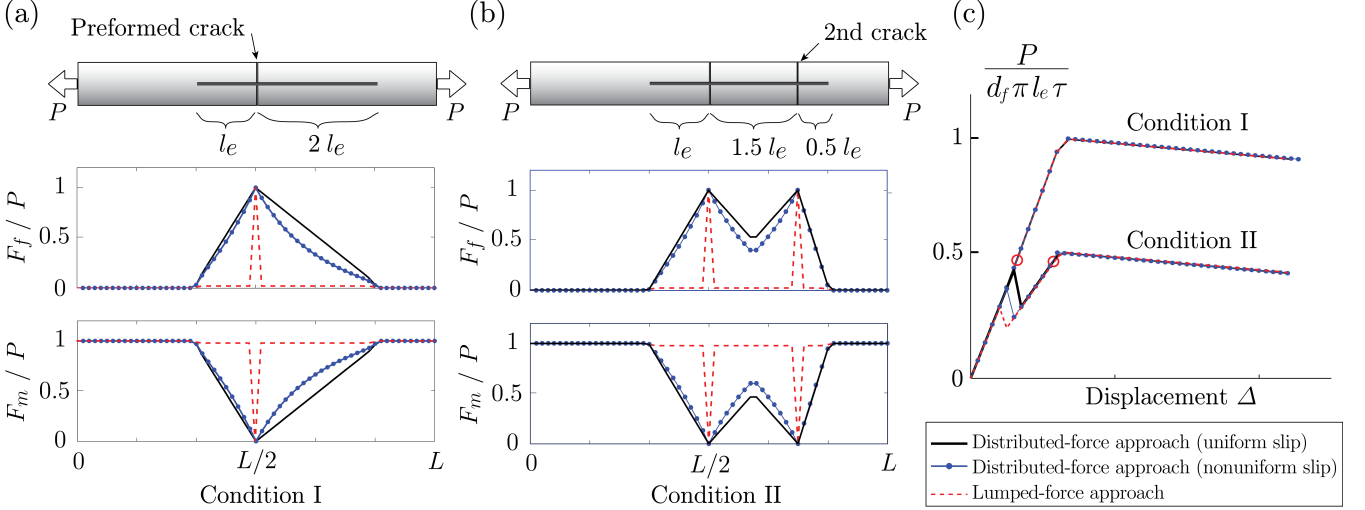 (a)
Preformed crack
P
P
l_e
2 l_e
F_f / P
1
0.5
0
F_m / P
1
0.5
0
0
L/2
L
Condition I
(b)
2nd crack
P
P
l_e
1.5 l_e
0.5 l_e
F_f / P
1
0.5
0
F_m / P
1
0.5
0
0
L/2
L
Condition II
(c)
P
d_f π l_e τ
1
0.5
0
Condition I
Condition II
Displacement Δ
Distributed-force approach (uniform slip)
Distributed-force approach (nonuniform slip)
Lumped-force approach